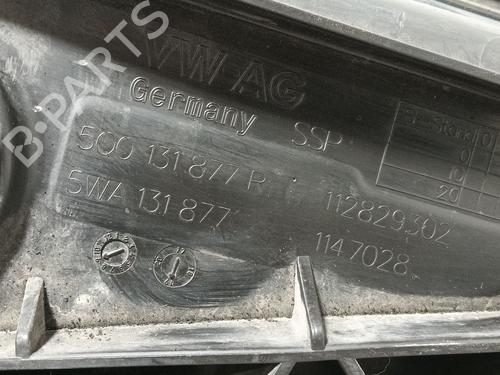 B-PARTS
VW AG
Germany
SSP
5Q0 131 877 R
112829302
5WA 131 877
1147028
0
10
20